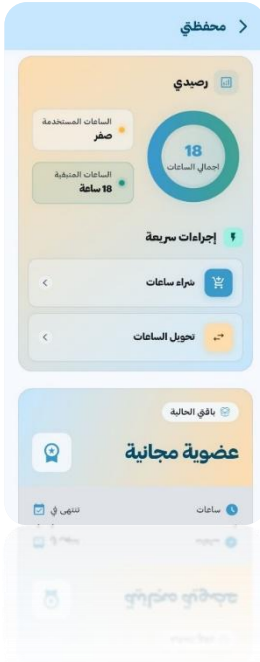 محفظتي
رصيدي
18
اجمالي الساعات
الساعات المستخدمة
صفر
الساعات المتبقية
18 ساعة
إجراءات سريعة
شراء ساعات
تحويل الساعات
باقتي الحالية
عضوية مجانية
ساعات
تنتهي في